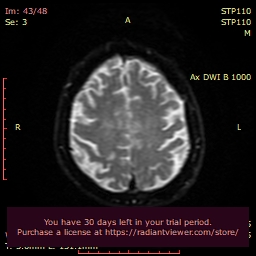 Im: 43/48
Se: 3
A
STP110
STP110
M
Ax DWI B 1000
R
L
You have 30 days left in your trial period.
Purchase a license at https://radiantviewer.com/store/